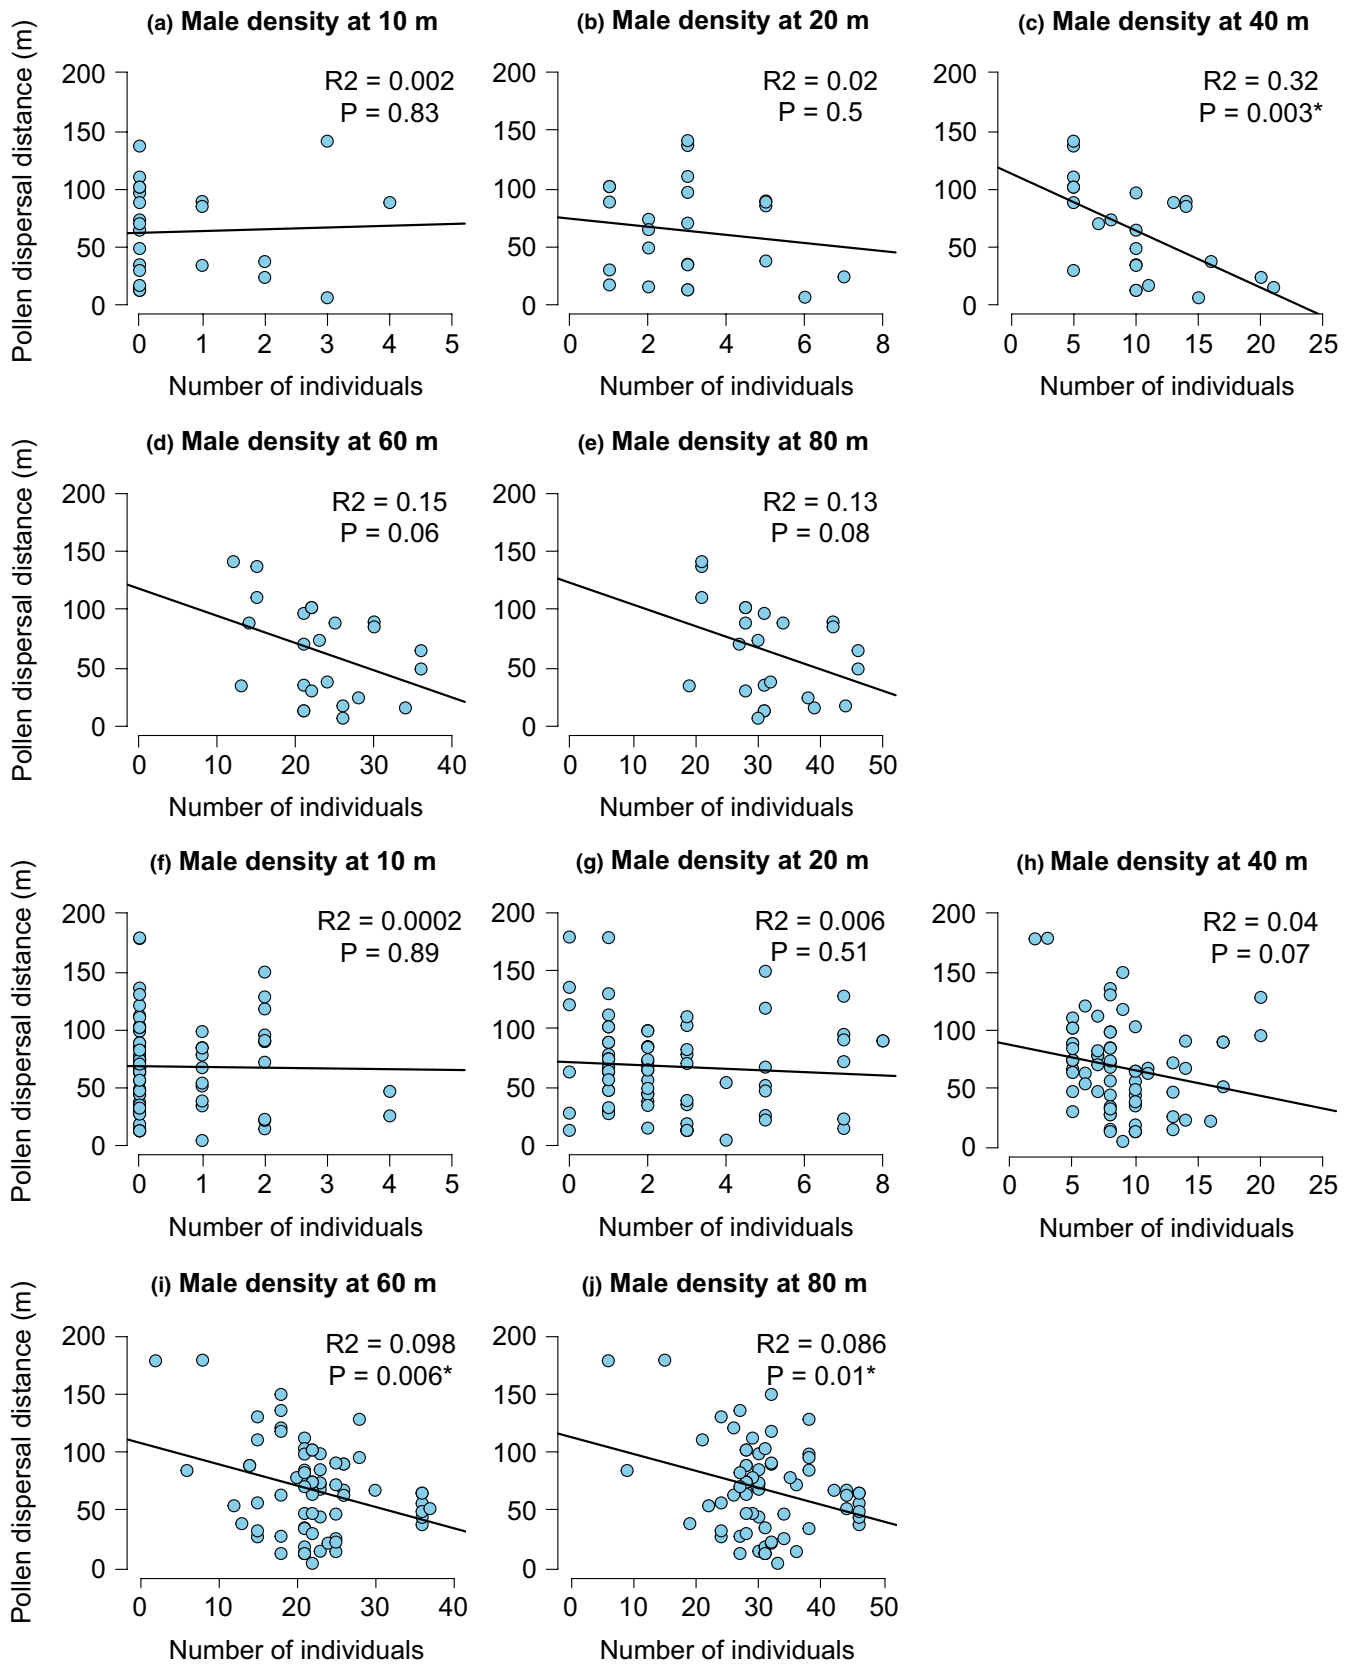 (a) Male density at 10 m
Pollen dispersal distance (m)
200
150
100
50
0
R2 = 0.002
P = 0.83
0 1 2 3 4 5
Number of individuals
(b) Male density at 20 m
200
150
100
50
0
R2 = 0.02
P = 0.5
0 2 4 6 8
Number of individuals
(c) Male density at 40 m
200
150
100
50
0
R2 = 0.32
P = 0.003*
0 5 10 15 20 25
Number of individuals
(d) Male density at 60 m
Pollen dispersal distance (m)
200
150
100
50
0
R2 = 0.15
P = 0.06
0 10 20 30 40
Number of individuals
(e) Male density at 80 m
200
150
100
50
0
R2 = 0.13
P = 0.08
0 10 20 30 40 50
Number of individuals
(f) Male density at 10 m
Pollen dispersal distance (m)
200
150
100
50
0
R2 = 0.0002
P = 0.89
0 1 2 3 4 5
Number of individuals
(g) Male density at 20 m
200
150
100
50
0
R2 = 0.006
P = 0.51
0 2 4 6 8
Number of individuals
(h) Male density at 40 m
200
150
100
50
0
R2 = 0.04
P = 0.07
0 5 10 15 20 25
Number of individuals
(i) Male density at 60 m
Pollen dispersal distance (m)
200
150
100
50
0
R2 = 0.098
P = 0.006*
0 10 20 30 40
Number of individuals
(j) Male density at 80 m
200
150
100
50
0
R2 = 0.086
P = 0.01*
0 10 20 30 40 50
Number of individuals